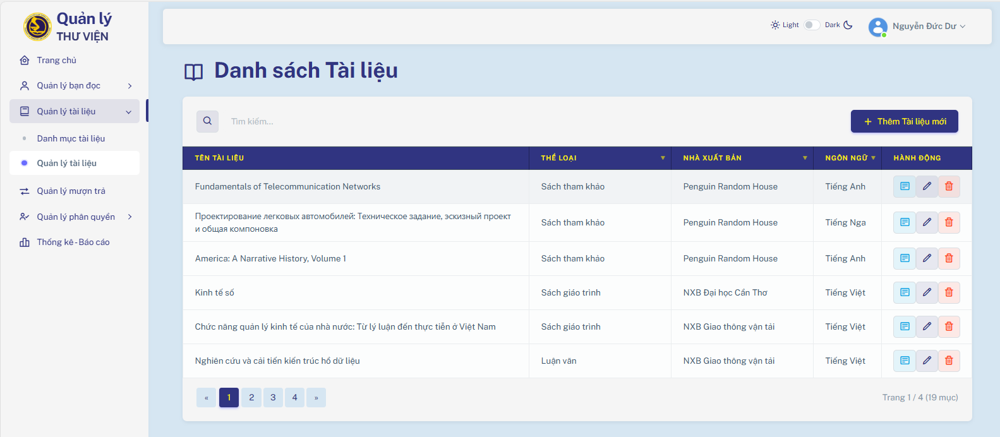 Quản lý
THƯ VIỆN
Trang chủ
Quản lý bạn đọc
Quản lý tài liệu
Danh mục tài liệu
Quản lý tài liệu
Quản lý mượn trả
Quản lý phân quyền
Thống kê - Báo cáo
Light Dark Nguyễn Đức Dư
Danh sách Tài liệu
Tìm kiếm...
+ Thêm Tài liệu mới
TÊN TÀI LIỆU THỂ LOẠI NHÀ XUẤT BẢN NGÔN NGỮ HÀNH ĐỘNG
Fundamentals of Telecommunication Networks Sách tham khảo Penguin Random House Tiếng Anh
Проектирование легковых автомобилей: Техническое задание, эскизный проект
и общая компоновка Sách tham khảo Penguin Random House Tiếng Nga
America: A Narrative History, Volume 1 Sách tham khảo Penguin Random House Tiếng Anh
Kinh tế số Sách giáo trình NXB Đại học Cần Thơ Tiếng Việt
Chức năng quản lý kinh tế của nhà nước: Từ lý luận đến thực tiễn ở Việt Nam Sách giáo trình NXB Giao thông vận tải Tiếng Việt
Nghiên cứu và cải tiến kiến trúc hồ dữ liệu Luận văn NXB Giao thông vận tải Tiếng Việt
« 1 2 3 4 »
Trang 1 / 4 (19 mục)